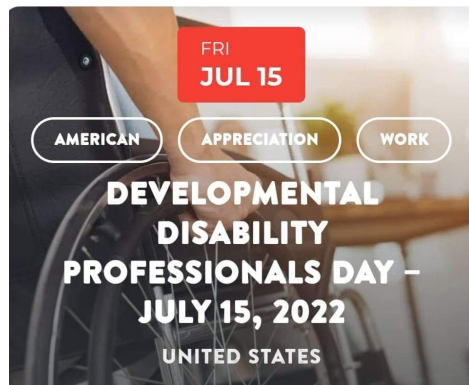 FRI
JUL 15
AMERICAN
APPRECIATION
WORK
DEVELOPMENTAL
DISABILITY
PROFESSIONALS DAY –
JULY 15, 2022
UNITED STATES